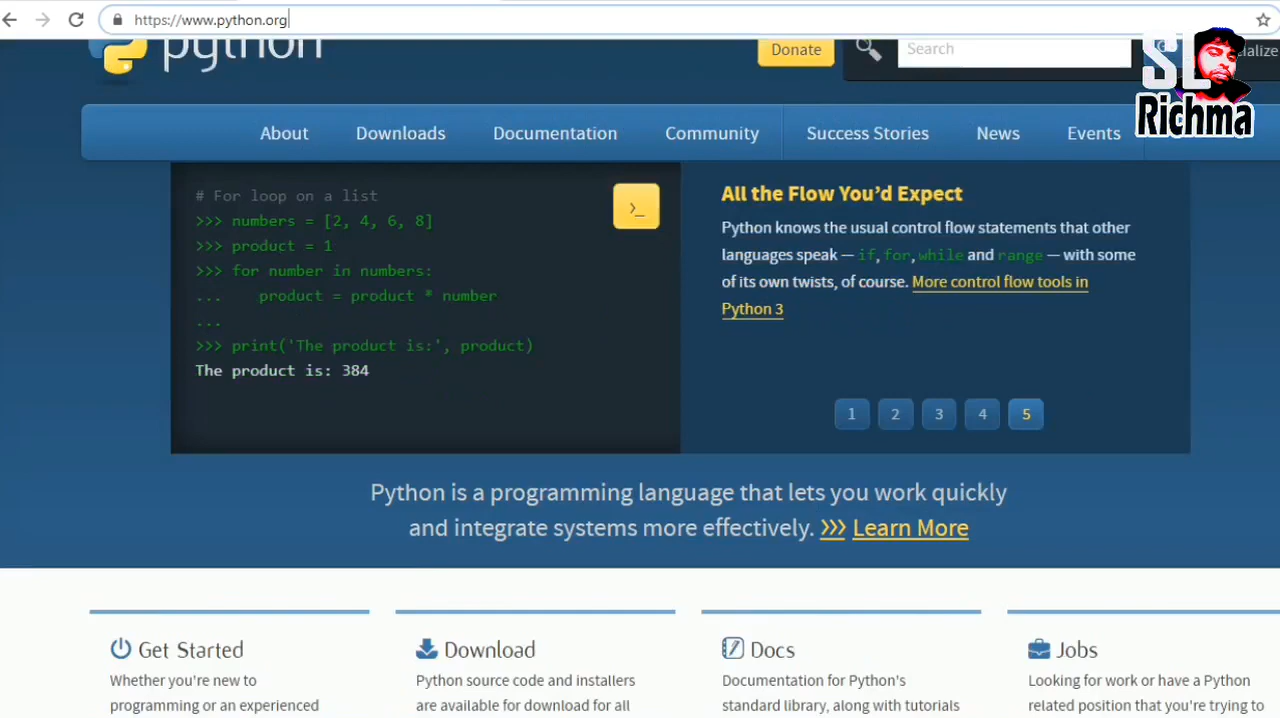 https://www.python.org
python
Donate
Search
SL
Richma
About
Downloads
Documentation
Community
Success Stories
News
Events
# For loop on a list
>>> numbers = [2, 4, 6, 8]
>>> product = 1
>>> for number in numbers:
...    product = product * number
...
>>> print('The product is:', product)
The product is: 384
>_
All the Flow You’d Expect
Python knows the usual control flow statements that other
languages speak — if, for, while and range — with some
of its own twists, of course. More control flow tools in
Python 3
1 2 3 4 5
Python is a programming language that lets you work quickly
and integrate systems more effectively. >>> Learn More
Get Started
Whether you're new to
programming or an experienced
Download
Python source code and installers
are available for download for all
Docs
Documentation for Python's
standard library, along with tutorials
Jobs
Looking for work or have a Python
related position that you're trying to